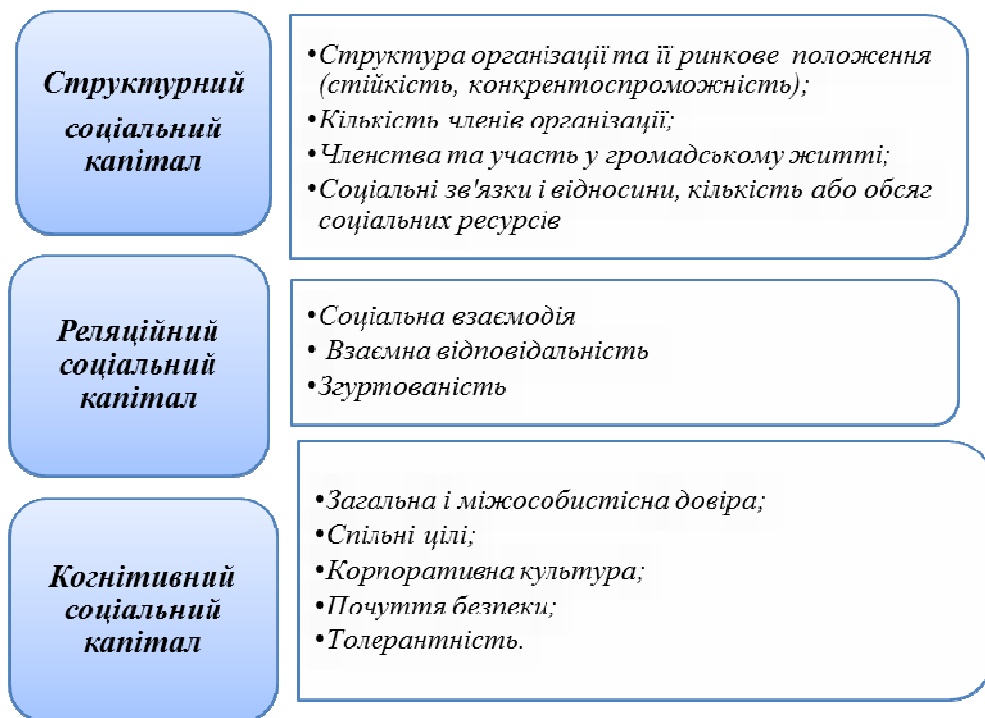 Структурний
соціальний
капітал
•Структура організації та її ринкове положення
(стійкість, конкрентоспроможність);
•Кількість членів організації;
•Членства та участь у громадському житті;
•Соціальні зв'язки і відносини, кількість або обсяг
соціальних ресурсів
Реляційний
соціальний
капітал
•Соціальна взаємодія
• Взаємна відповідальність
•Згуртованість
Когнітивний
соціальний
капітал
•Загальна і міжособистісна довіра;
•Спільні цілі;
•Корпоративна культура;
•Почуття безпеки;
•Толерантність.